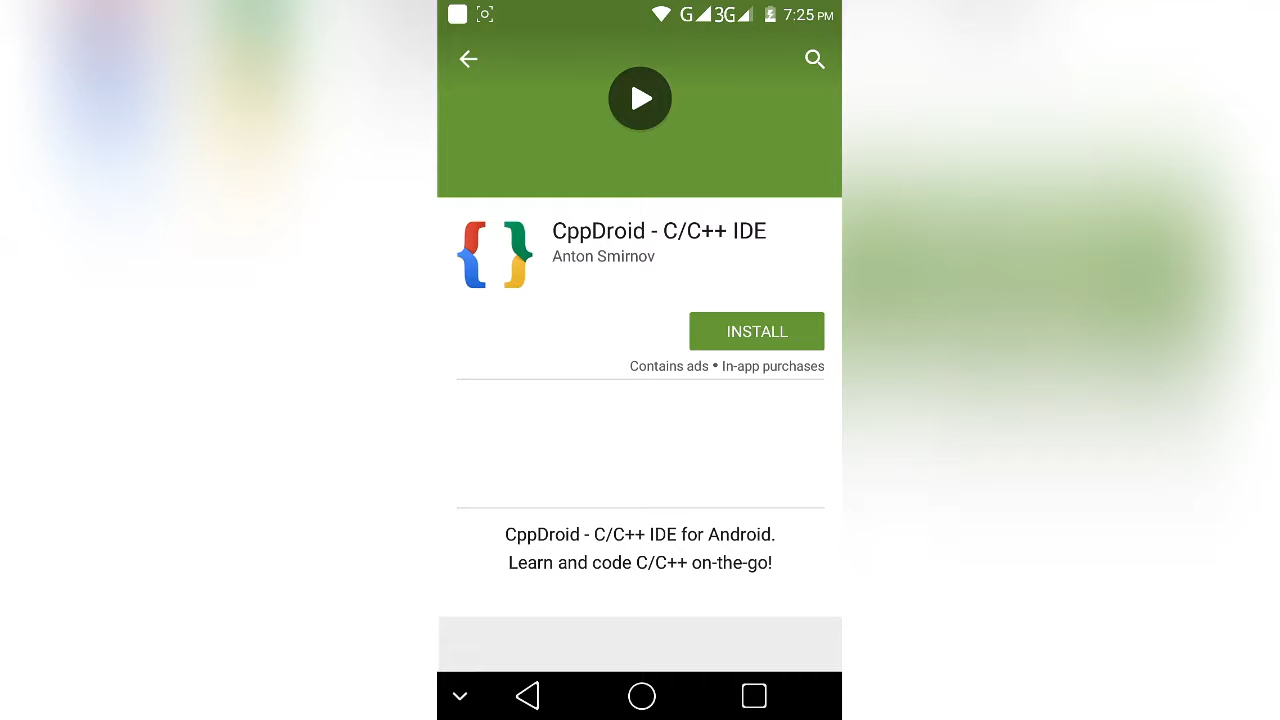 G 3G 7:25 PM
CppDroid - C/C++ IDE
Anton Smirnov
INSTALL
Contains ads • In-app purchases
CppDroid - C/C++ IDE for Android.
Learn and code C/C++ on-the-go!